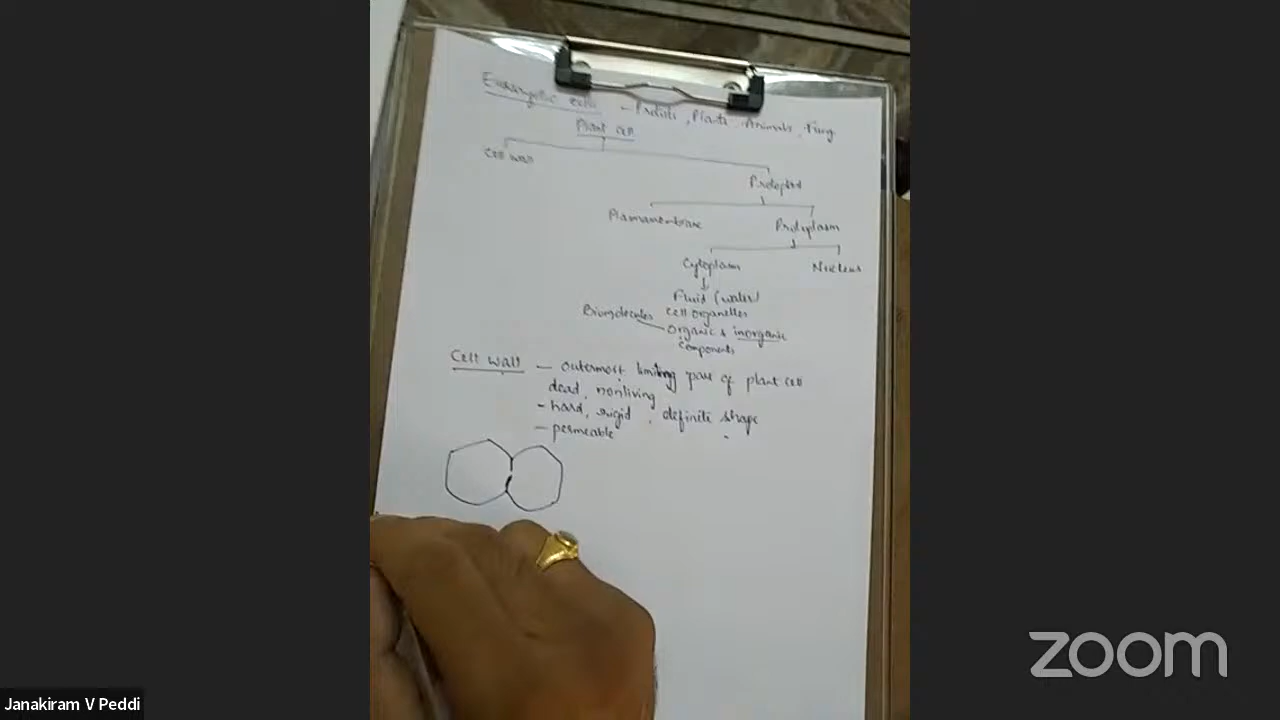 Eukaryotic cells - Protists, Plants, Animals, Fungi
Plant cell
Cell wall
Protoplast
Plasmamembrane
Protoplasm
Cytoplasm
Nucleus
Fluid (water)
Biomolecules
cell organelles
organic & inorganic
components
Cell wall — outermost limiting part of plant cell
dead, nonliving
- hard, rigid, definite shape
- permeable
zoom
Janakiram V Peddi